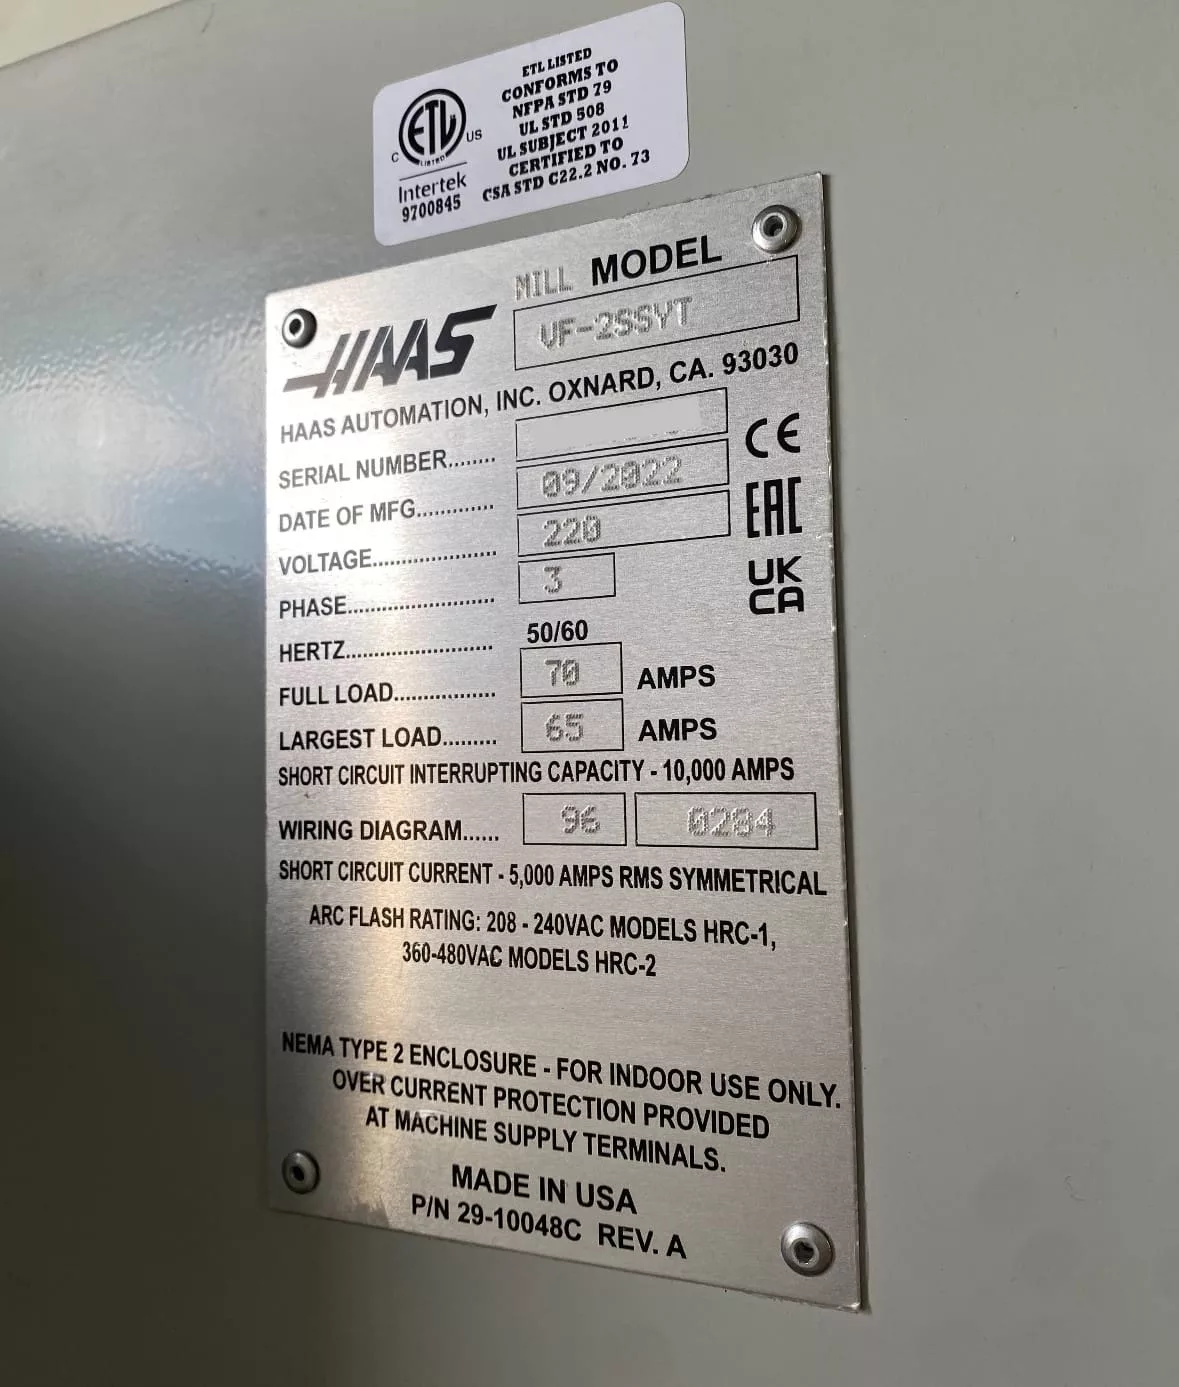 ETL LISTED
CONFORMS TO
NFPA STD 79
UL STD 508
UL SUBJECT 2011
CERTIFIED TO
CSA STD C22.2 NO. 73
C ETL US
LISTED
Intertek
9700845
MILL MODEL
HAAS VF-2SSYT
HAAS AUTOMATION, INC. OXNARD, CA. 93030
SERIAL NUMBER........
DATE OF MFG............. 09/2022
VOLTAGE..................... 220
PHASE......................... 3
HERTZ......................... 50/60
FULL LOAD................. 70 AMPS
LARGEST LOAD......... 65 AMPS
CE
EAC
UK
CA
SHORT CIRCUIT INTERRUPTING CAPACITY - 10,000 AMPS
WIRING DIAGRAM...... 96 0284
SHORT CIRCUIT CURRENT - 5,000 AMPS RMS SYMMETRICAL
ARC FLASH RATING: 208 - 240VAC MODELS HRC-1,
360-480VAC MODELS HRC-2
NEMA TYPE 2 ENCLOSURE - FOR INDOOR USE ONLY.
OVER CURRENT PROTECTION PROVIDED
AT MACHINE SUPPLY TERMINALS.
MADE IN USA
P/N 29-10048C REV. A